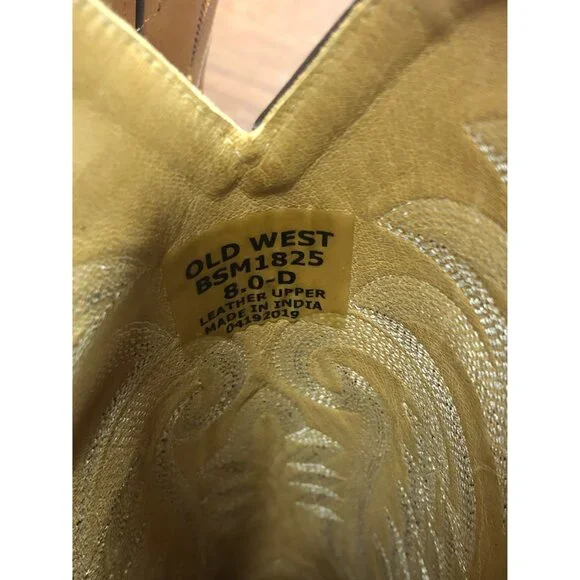 OLD WEST
BSM1825
8.0-D
LEATHER UPPER
MADE IN INDIA
04192019